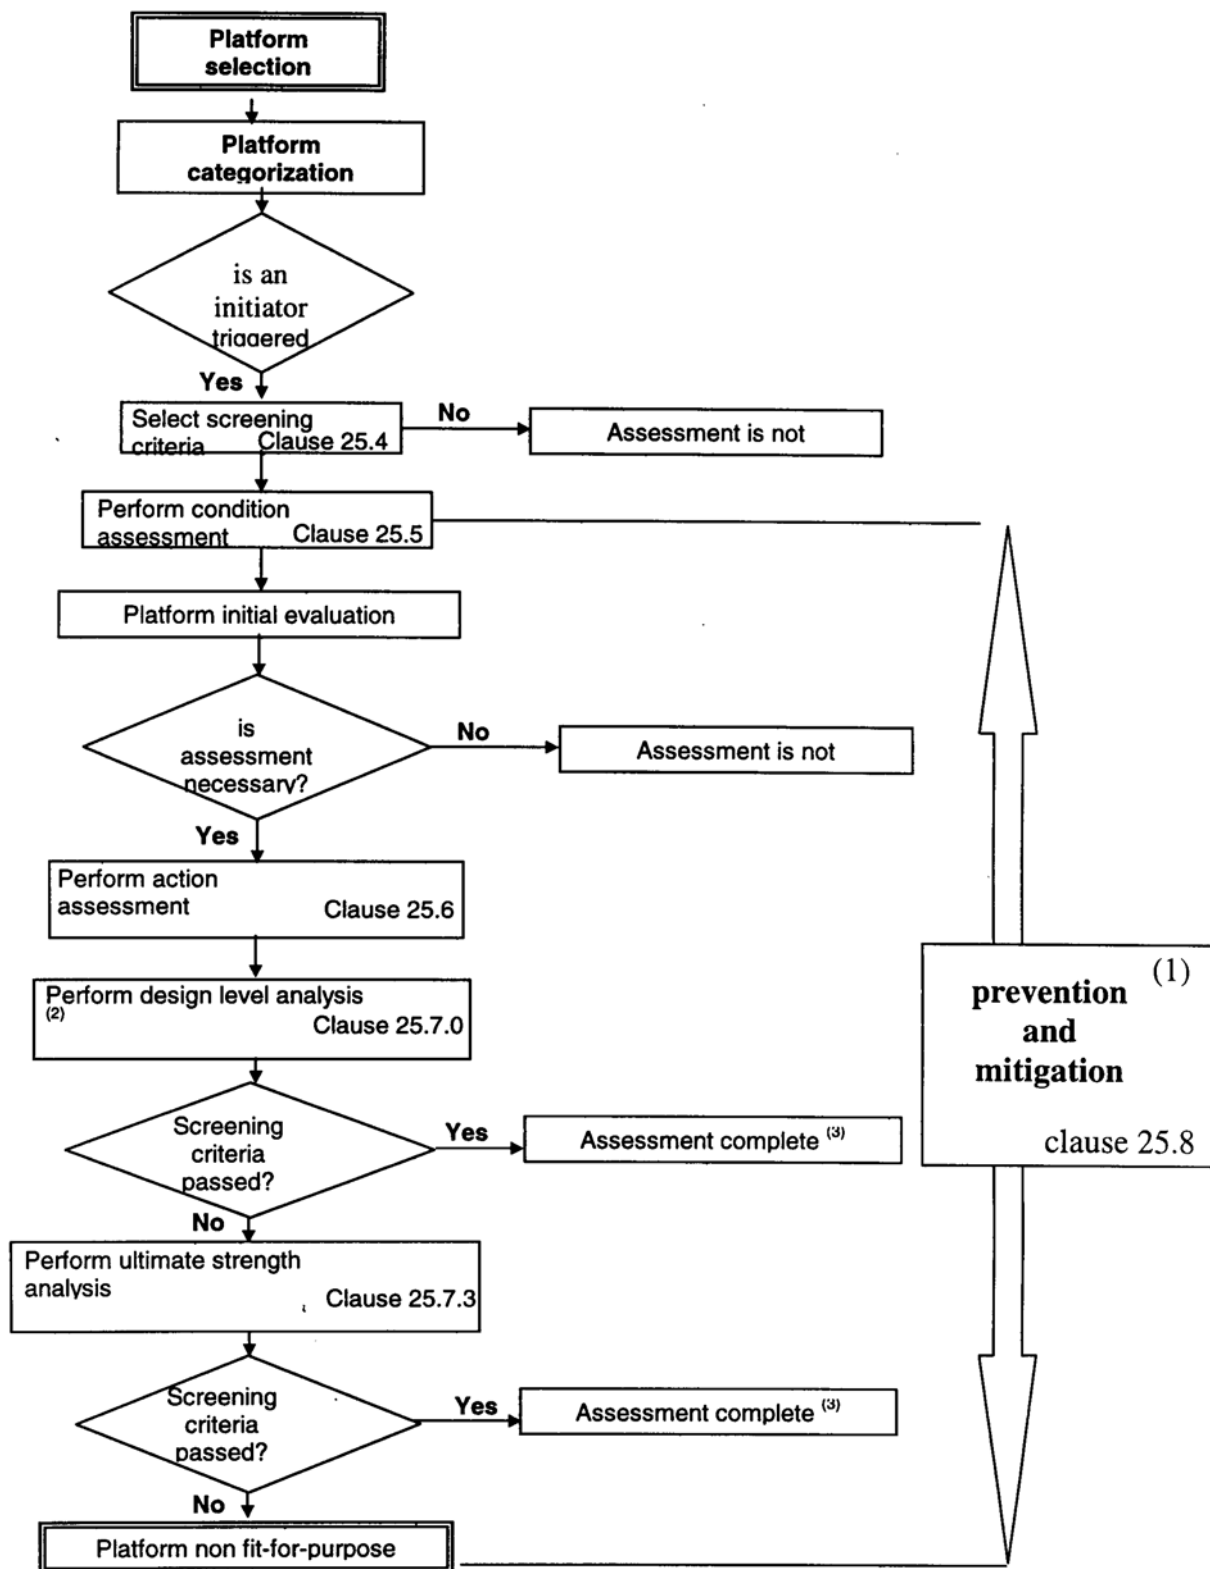 Platform
selection
Platform
categorization
is an
initiator
triggered
Yes
Select screening
criteria
Clause 25.4
No
Assessment is not
Perform condition
assessment
Clause 25.5
Platform initial evaluation
is
assessment
necessary?
No
Assessment is not
Yes
Perform action
assessment
Clause 25.6
Perform design level analysis
(2)
Clause 25.7.0
(1)
prevention
and
mitigation
clause 25.8
Screening
criteria
passed?
Yes
Assessment complete (3)
No
Perform ultimate strength
analysis
Clause 25.7.3
Screening
criteria
passed?
Yes
Assessment complete (3)
No
Platform non fit-for-purpose